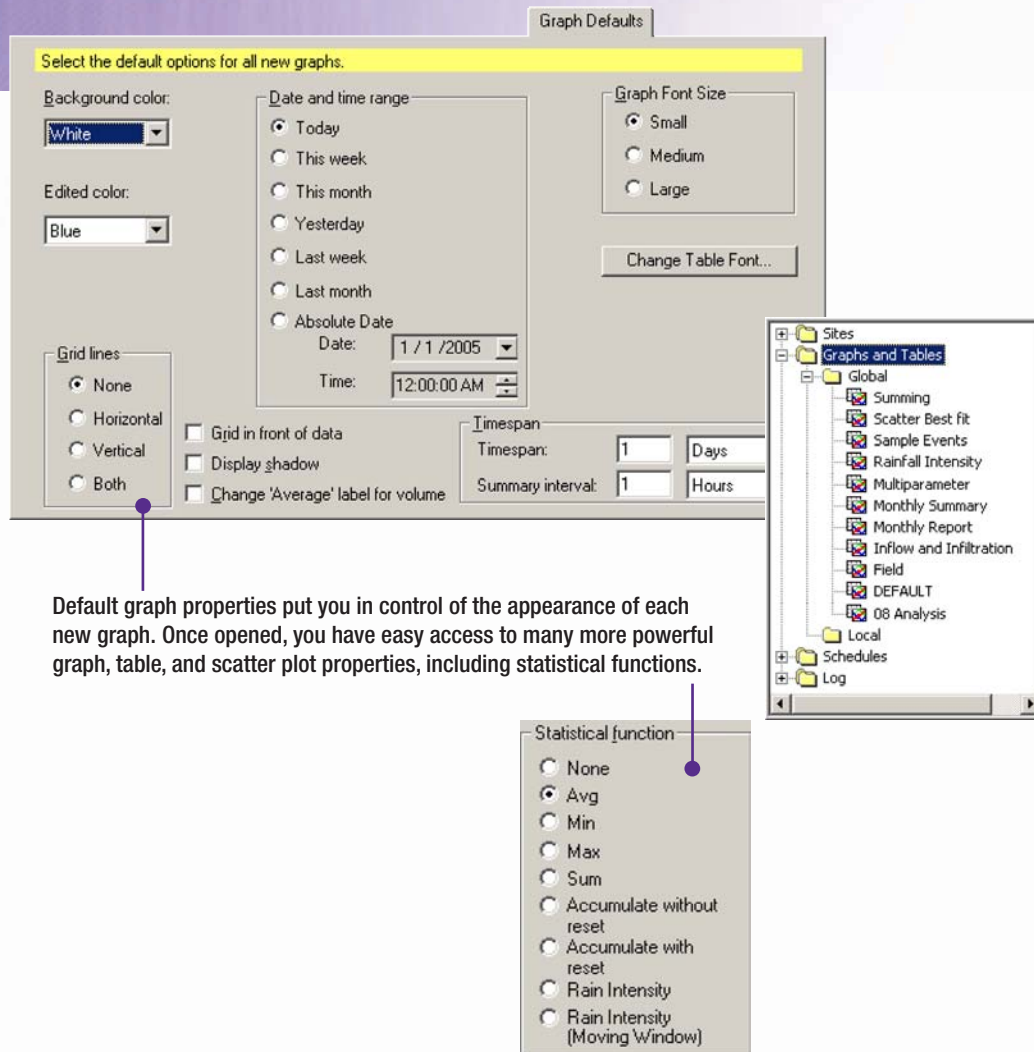 Graph Defaults
Select the default options for all new graphs.
Background color:
White
Edited color:
Blue
Date and time range
Today
This week
This month
Yesterday
Last week
Last month
Absolute Date
Date: 1 / 1 /2005
Time: 12:00:00 AM
Graph Font Size
Small
Medium
Large
Change Table Font...
Grid lines
None
Horizontal
Vertical
Both
Grid in front of data
Display shadow
Change 'Average' label for volume
Timespan
Timespan: 1 Days
Summary interval: 1 Hours
Sites
Graphs and Tables
Global
Summing
Scatter Best fit
Sample Events
Rainfall Intensity
Multiparameter
Monthly Summary
Monthly Report
Inflow and Infiltration
Field
DEFAULT
08 Analysis
Local
Schedules
Log
Default graph properties put you in control of the appearance of each
new graph. Once opened, you have easy access to many more powerful
graph, table, and scatter plot properties, including statistical functions.
Statistical function
None
Avg
Min
Max
Sum
Accumulate without
reset
Accumulate with
reset
Rain Intensity
Rain Intensity
(Moving Window)